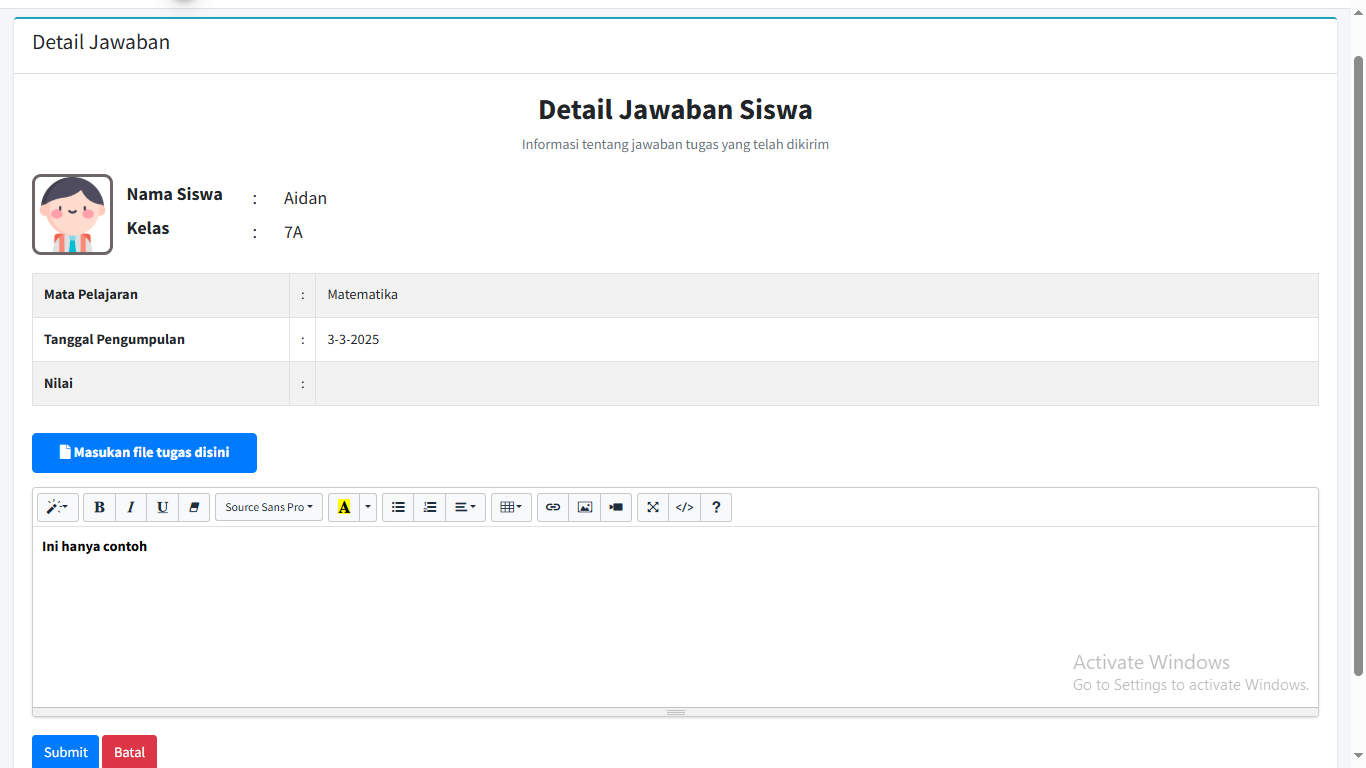 Detail Jawaban
Detail Jawaban Siswa
Informasi tentang jawaban tugas yang telah dikirim
Nama Siswa : Aidan
Kelas : 7A
Mata Pelajaran : Matematika
Tanggal Pengumpulan : 3-3-2025
Nilai :
Masukan file tugas disini
B I U Source Sans Pro A </> ?
Ini hanya contoh
Activate Windows
Go to Settings to activate Windows.
Submit Batal